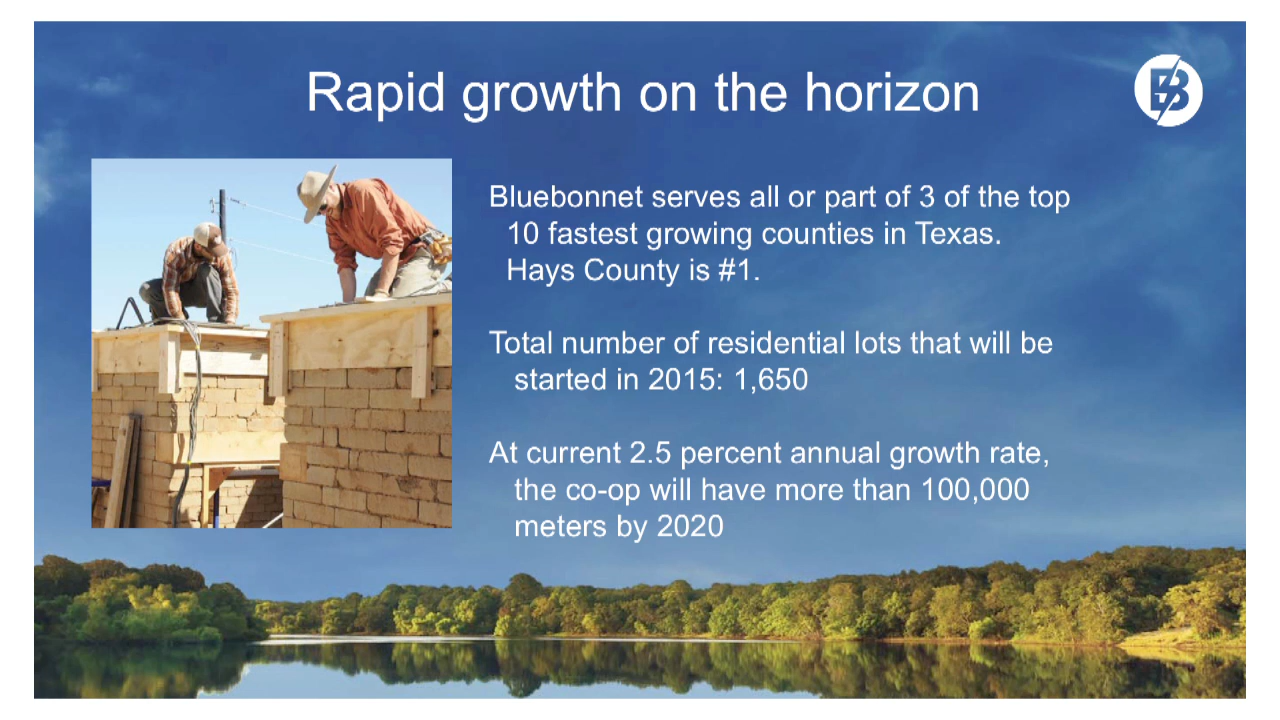 Rapid growth on the horizon
Bluebonnet serves all or part of 3 of the top
10 fastest growing counties in Texas.
Hays County is #1.
Total number of residential lots that will be
started in 2015: 1,650
At current 2.5 percent annual growth rate,
the co-op will have more than 100,000
meters by 2020